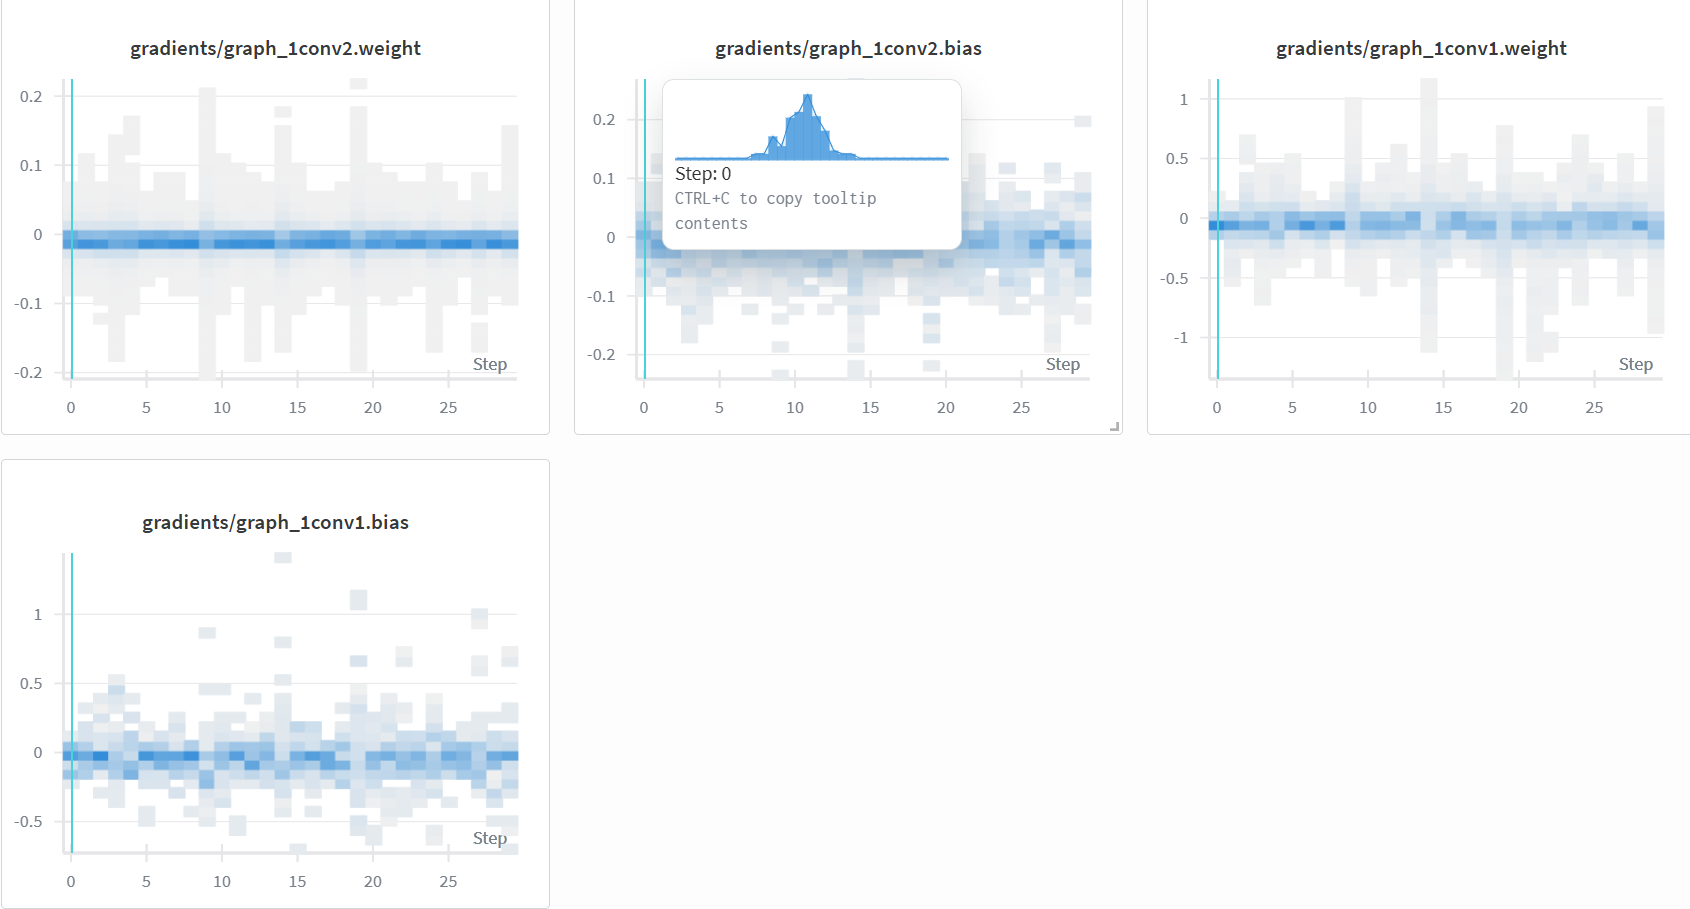 gradients/graph_1conv2.weight
0.2
0.1
0
-0.1
-0.2
Step
0 5 10 15 20 25
gradients/graph_1conv2.bias
0.2
0.1
0
-0.1
-0.2
Step: 0
CTRL+C to copy tooltip
contents
Step
0 5 10 15 20 25
gradients/graph_1conv1.weight
1
0.5
0
-0.5
-1
Step
0 5 10 15 20 25
gradients/graph_1conv1.bias
1
0.5
0
-0.5
Step
0 5 10 15 20 25